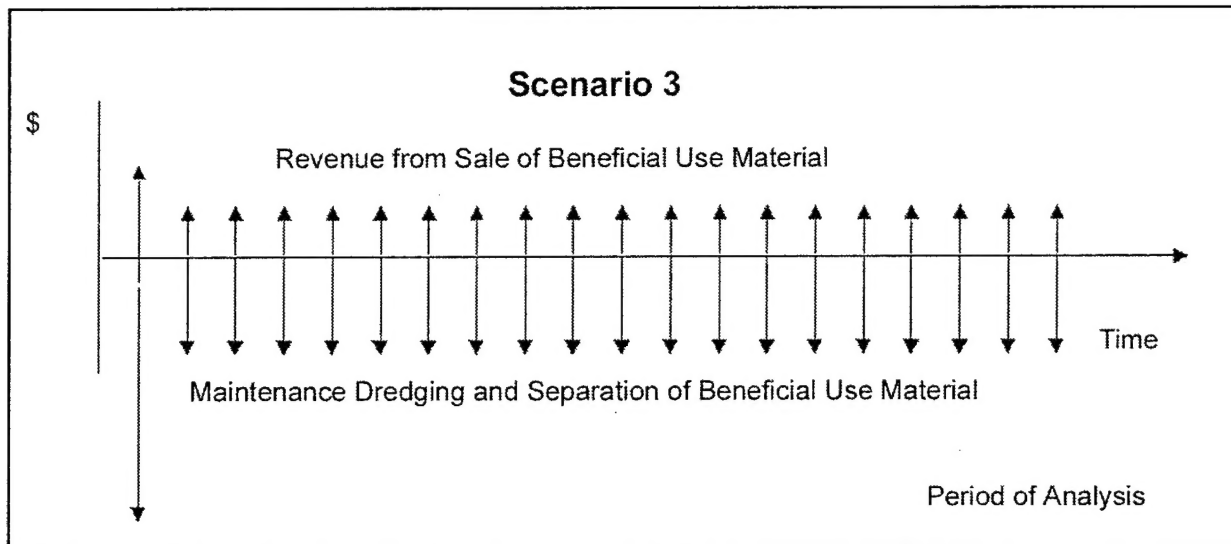 Scenario 3
$
Revenue from Sale of Beneficial Use Material
Time
Maintenance Dredging and Separation of Beneficial Use Material
Period of Analysis